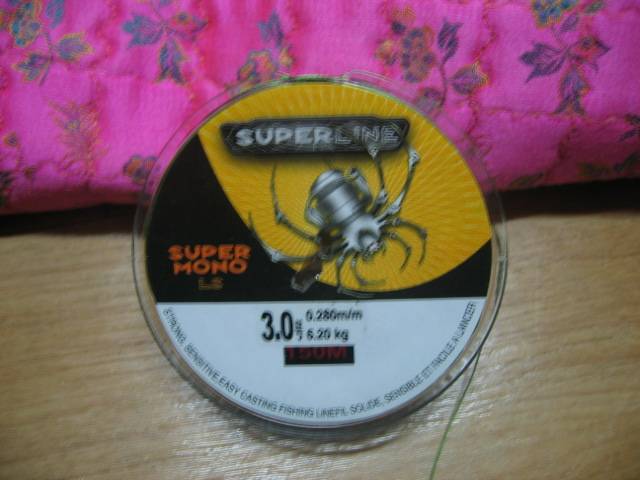 SUPERLINE
SUPER
MONO
LS
3.0
0.280m/m
6.20 kg
150M
STRONG, SENSITIVE, EASY CASTING FISHING LINE FIL SOLIDE, SENSIBLE ET FACILE A LANCER